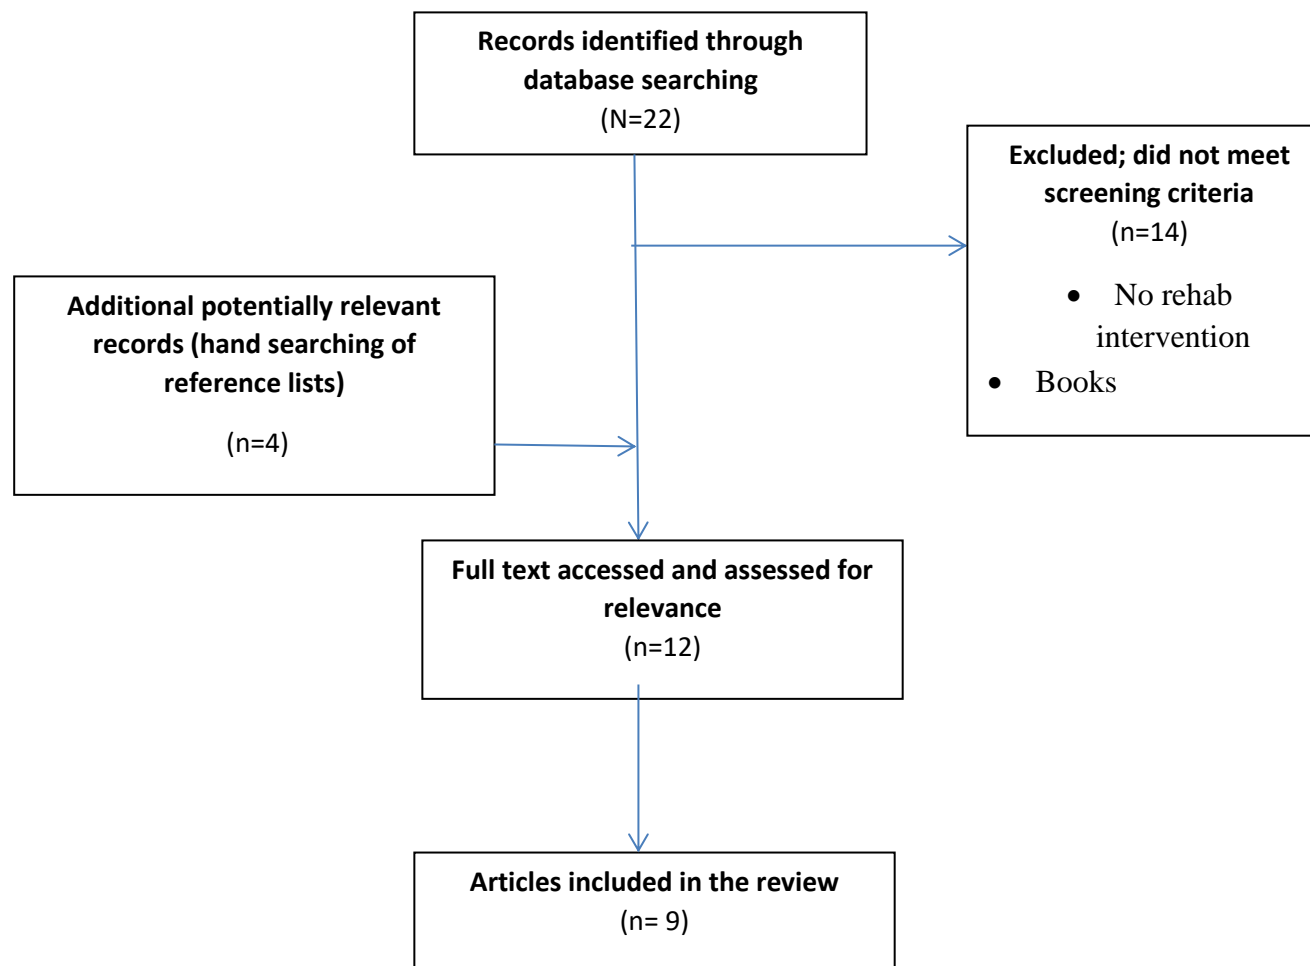 Records identified through
database searching
(N=22)
Excluded; did not meet
screening criteria
(n=14)
• No rehab
intervention
• Books
Additional potentially relevant
records (hand searching of
reference lists)
(n=4)
Full text accessed and assessed for
relevance
(n=12)
Articles included in the review
(n= 9)